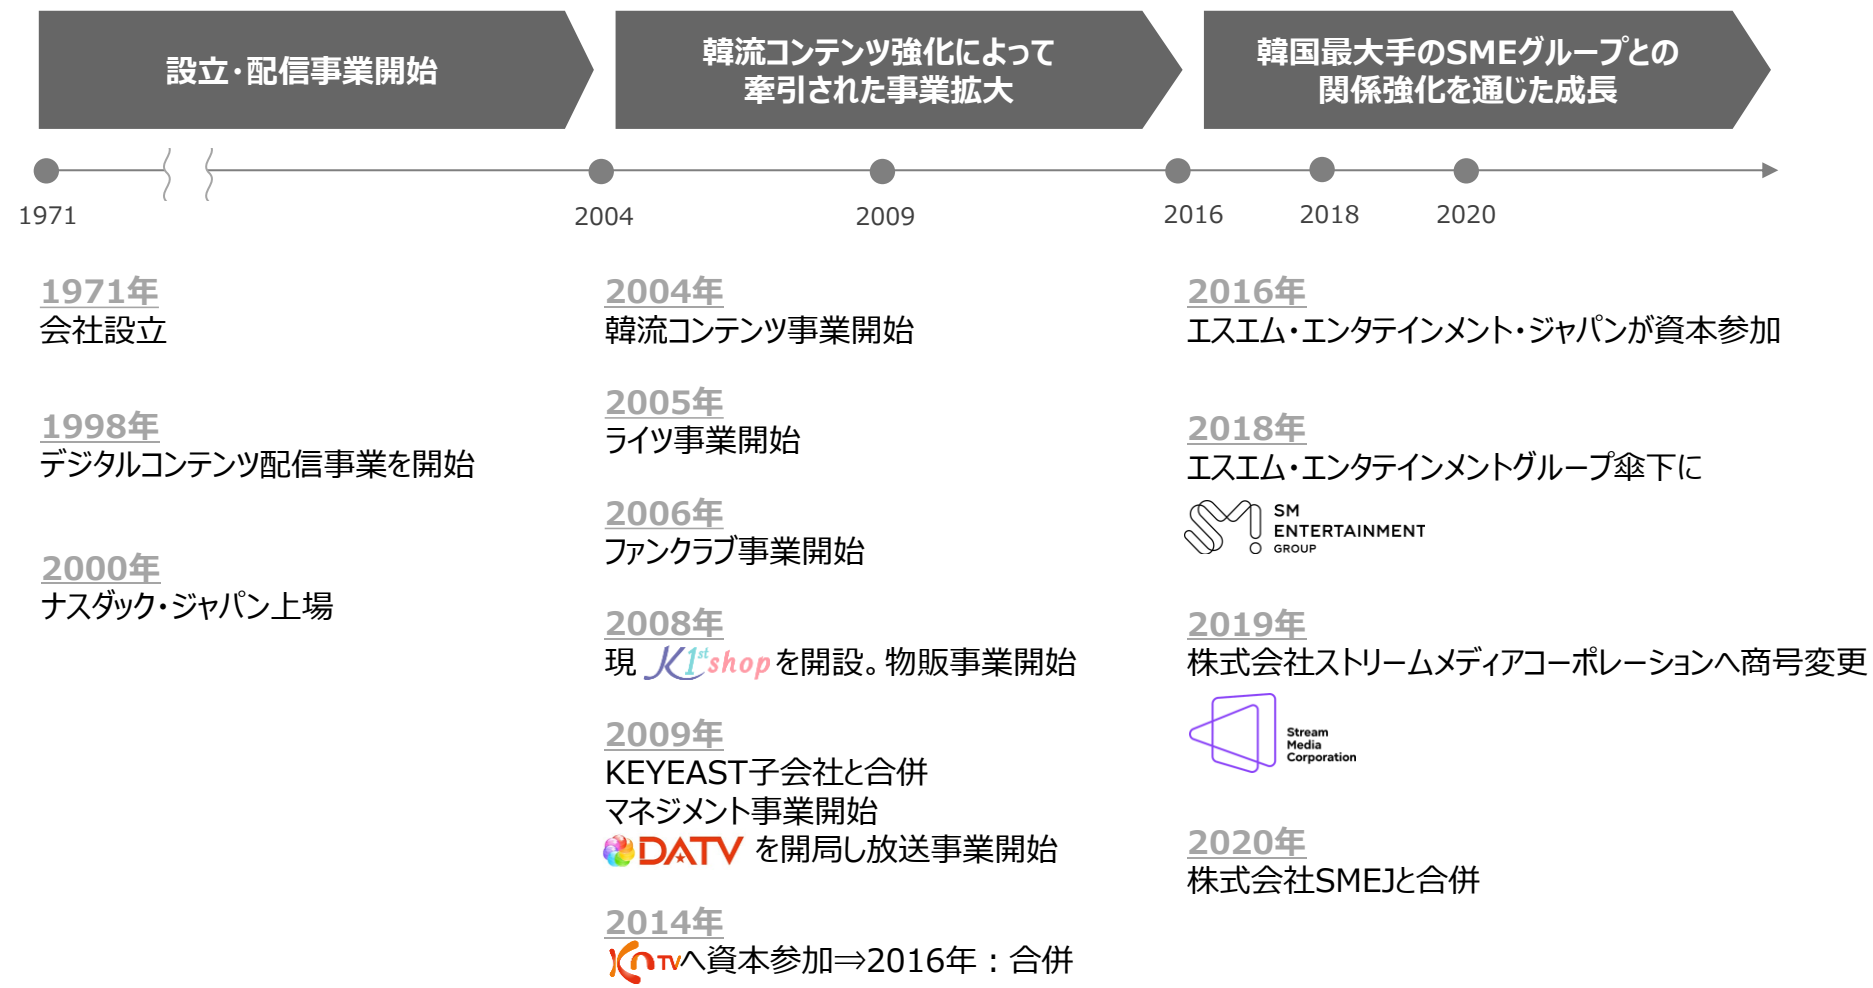 設立・配信事業開始
韓流コンテンツ強化によって
牽引された事業拡大
韓国最大手のSMEグループとの
関係強化を通じた成長
1971
2004
2009
2016
2018
2020
1971年
会社設立
1998年
デジタルコンテンツ配信事業を開始
2000年
ナスダック・ジャパン上場
2004年
韓流コンテンツ事業開始
2005年
ライツ事業開始
2006年
ファンクラブ事業開始
2008年
現 K1st shop を開設。物販事業開始
2009年
KEYEAST子会社と合併
マネジメント事業開始
DATV を開局し放送事業開始
2014年
KNTVへ資本参加⇒2016年：合併
2016年
エスエム・エンタテインメント・ジャパンが資本参加
2018年
エスエム・エンタテインメントグループ傘下に
SM
ENTERTAINMENT
GROUP
2019年
株式会社ストリームメディアコーポレーションへ商号変更
Stream
Media
Corporation
2020年
株式会社SMEJと合併